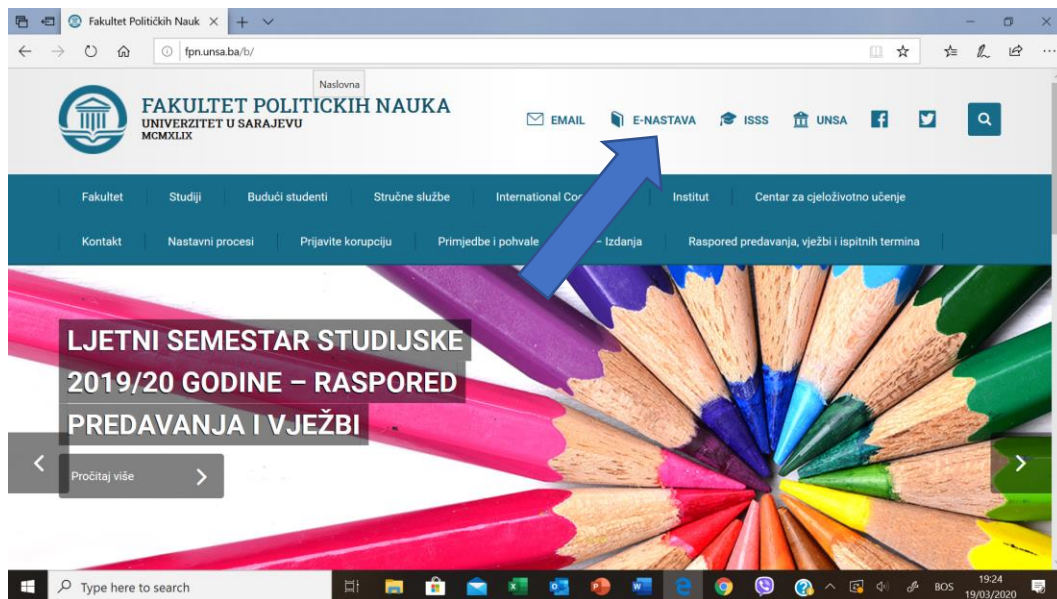 Fakultet Političkih Nauk
fpn.unsa.ba/b/
Naslovna
FAKULTET POLITICKIH NAUKA
UNIVERZITET U SARAJEVU
MCMXLIX
EMAIL
E-NASTAVA
ISSS
UNSA
Fakultet
Studiji
Budući studenti
Stručne službe
International
Institut
Centar za cjeloživotno učenje
Kontakt
Nastavni procesi
Prijavite korupciju
Primjedbe i pohvale
– Izdanja
Raspored predavanja, vježbi i ispitnih termina
LJETNI SEMESTAR STUDIJSKE
2019/20 GODINE – RASPORED
PREDAVANJA I VJEŽBI
Pročitaj više
Type here to search
BOS
19:24
19/03/2020